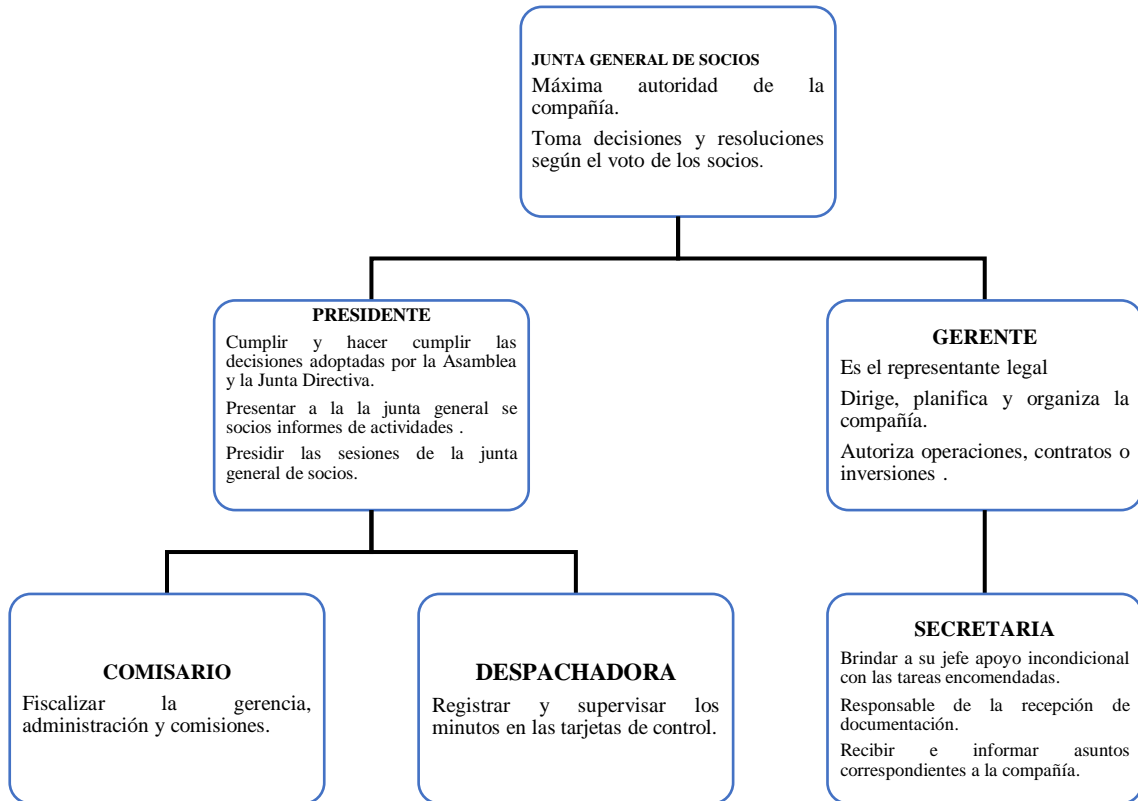 JUNTA GENERAL DE SOCIOS
Máxima autoridad de la
compañía.
Toma decisiones y resoluciones
según el voto de los socios.
PRESIDENTE
Cumplir y hacer cumplir las
decisiones adoptadas por la Asamblea
y la Junta Directiva.
Presentar a la la junta general se
socios informes de actividades .
Presidir las sesiones de la junta
general de socios.
GERENTE
Es el representante legal
Dirige, planifica y organiza la
compañía.
Autoriza operaciones, contratos o
inversiones .
COMISARIO
Fiscalizar la gerencia,
administración y comisiones.
DESPACHADORA
Registrar y supervisar los
minutos en las tarjetas de control.
SECRETARIA
Brindar a su jefe apoyo incondicional
con las tareas encomendadas.
Responsable de la recepción de
documentación.
Recibir e informar asuntos
correspondientes a la compañía.